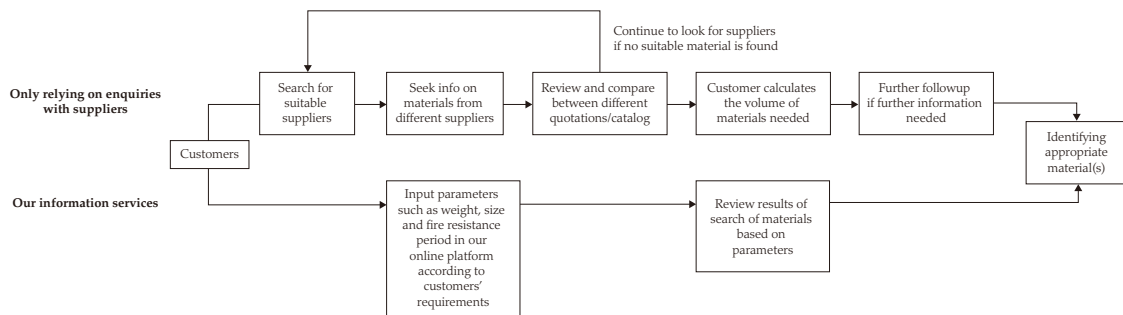 Continue to look for suppliers
if no suitable material is found
Only relying on enquiries
with suppliers
Search for
suitable
suppliers
Seek info on
materials from
different suppliers
Review and compare
between different
quotations/catalog
Customer calculates
the volume of
materials needed
Further followup
if further information
needed
Identifying
appropriate
material(s)
Customers
Our information services
Input parameters
such as weight, size
and fire resistance
period in our
online platform
according to
customers’
requirements
Review results of
search of materials
based on
parameters